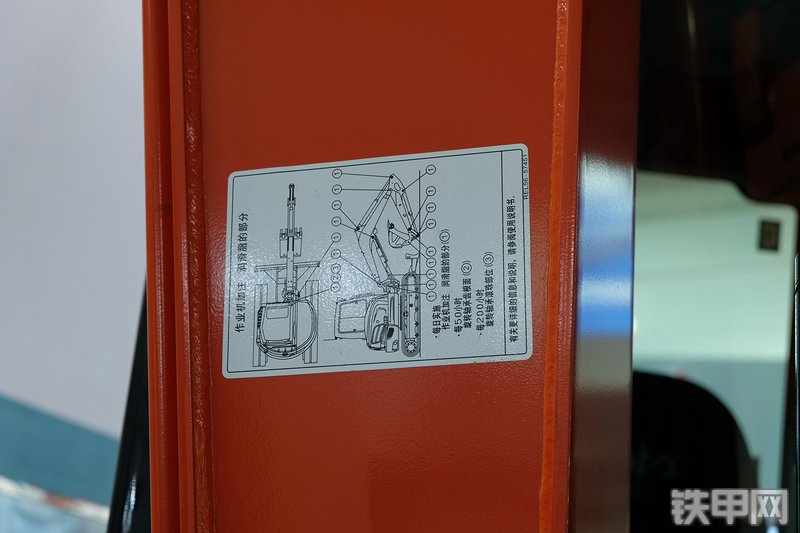 作业机加注 润滑脂的部分
·每日实施
作业机加注 润滑脂的部分(1)
·每50小时
旋转轴承齿根面(2)
·每200小时
旋转轴承滚珠部位(3)
有关更详细的信息和说明,请参阅使用说明书。
铁甲网